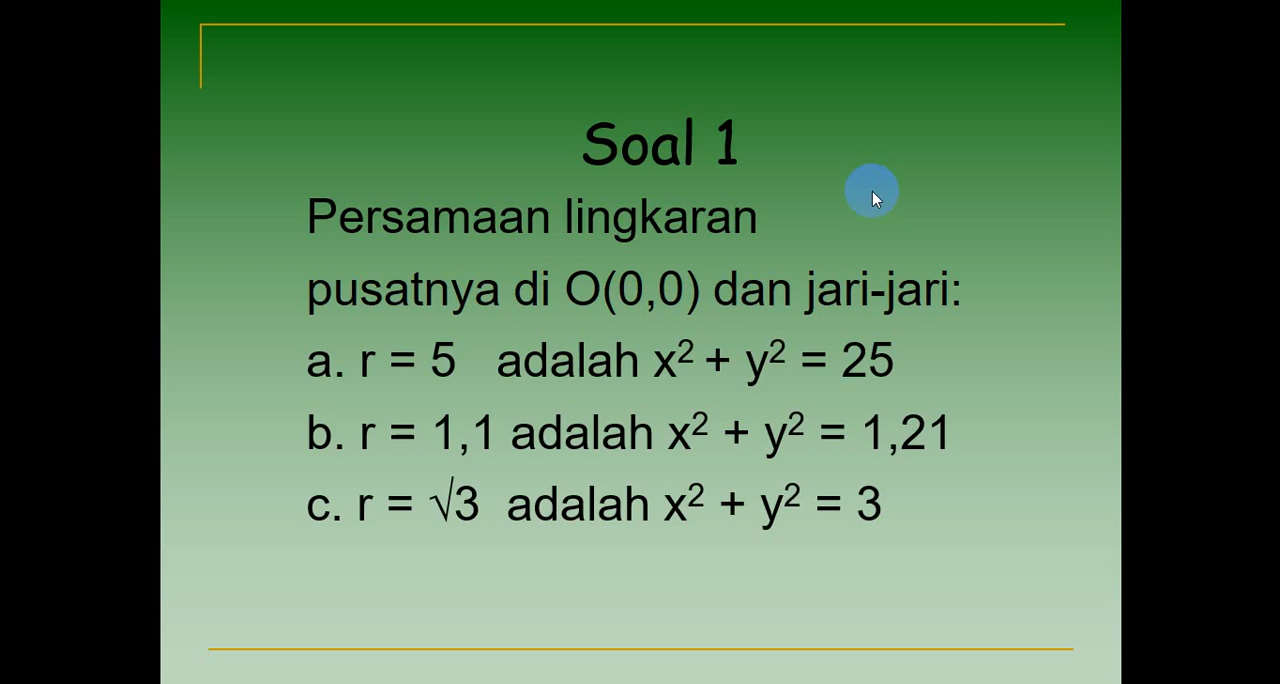 Soal 1
Persamaan lingkaran
pusatnya di O(0,0) dan jari-jari:
a. r = 5 adalah x² + y² = 25
b. r = 1,1 adalah x² + y² = 1,21
c. r = √3 adalah x² + y² = 3